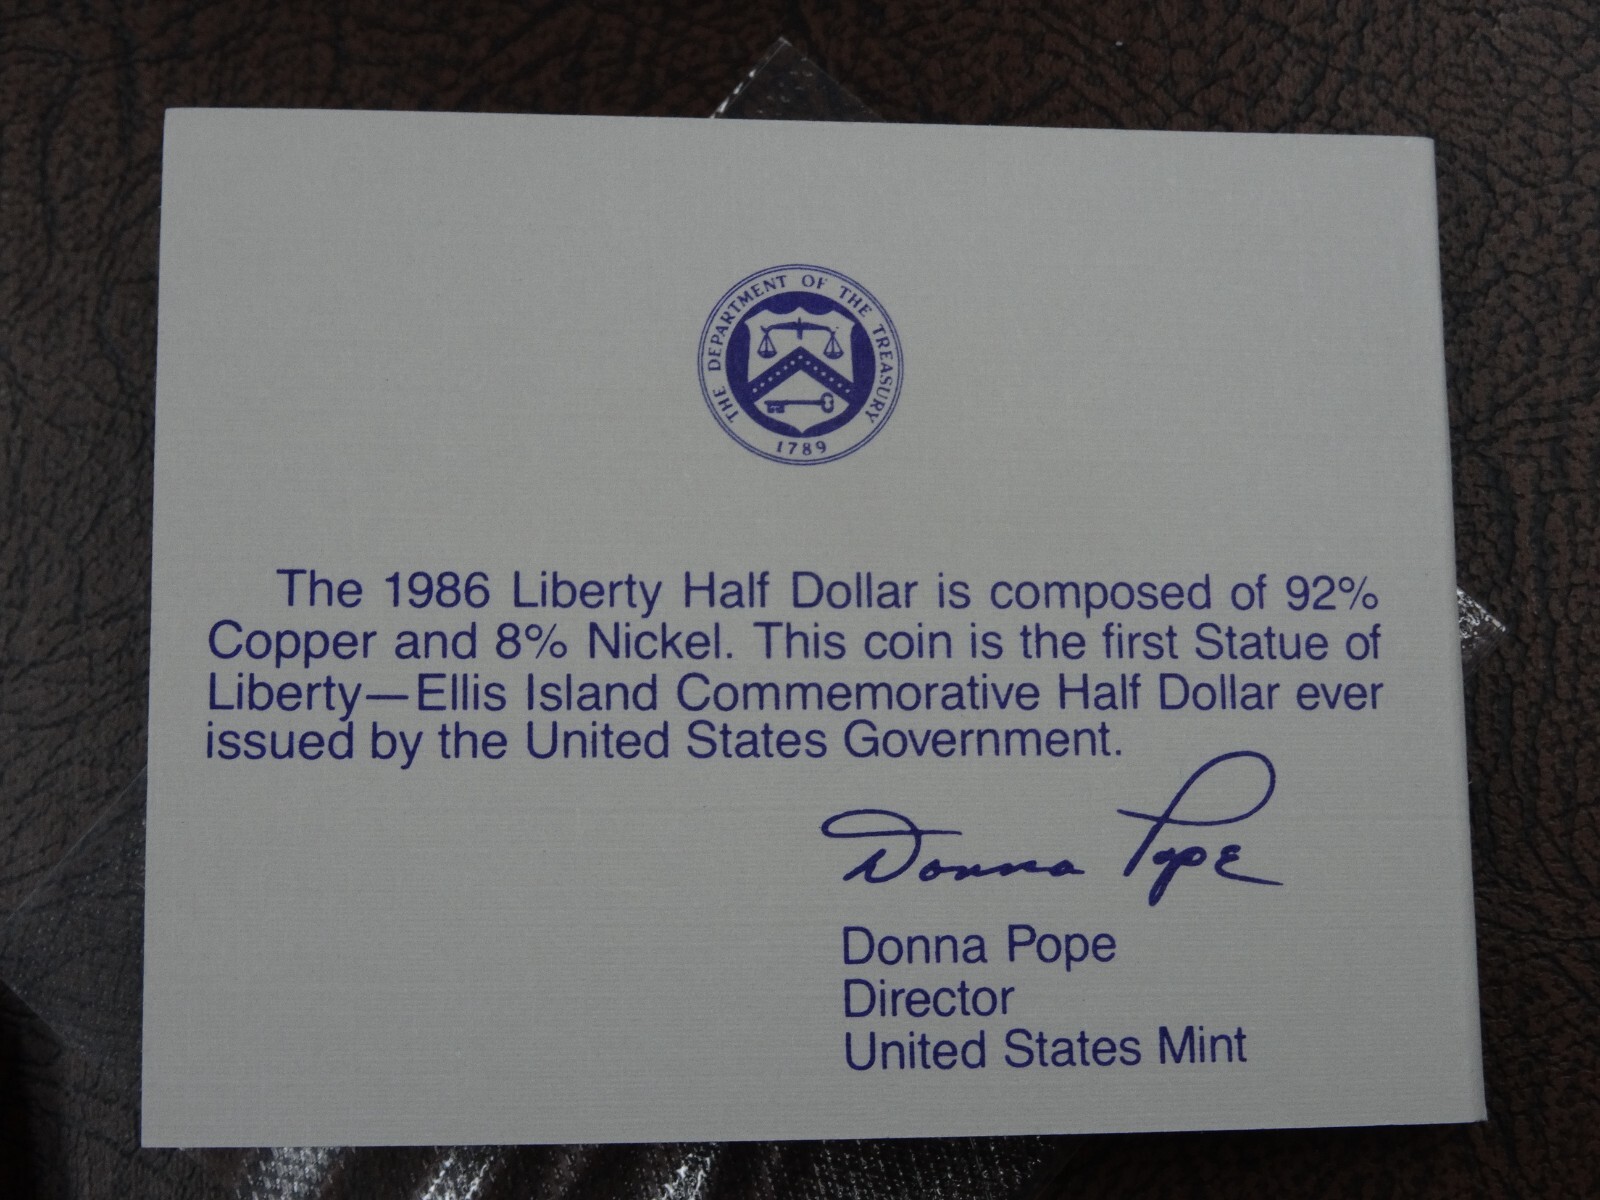 THE DEPARTMENT OF THE TREASURY
1789
The 1986 Liberty Half Dollar is composed of 92%
Copper and 8% Nickel. This coin is the first Statue of
Liberty—Ellis Island Commemorative Half Dollar ever
issued by the United States Government.
Donna Pope
Donna Pope
Director
United States Mint